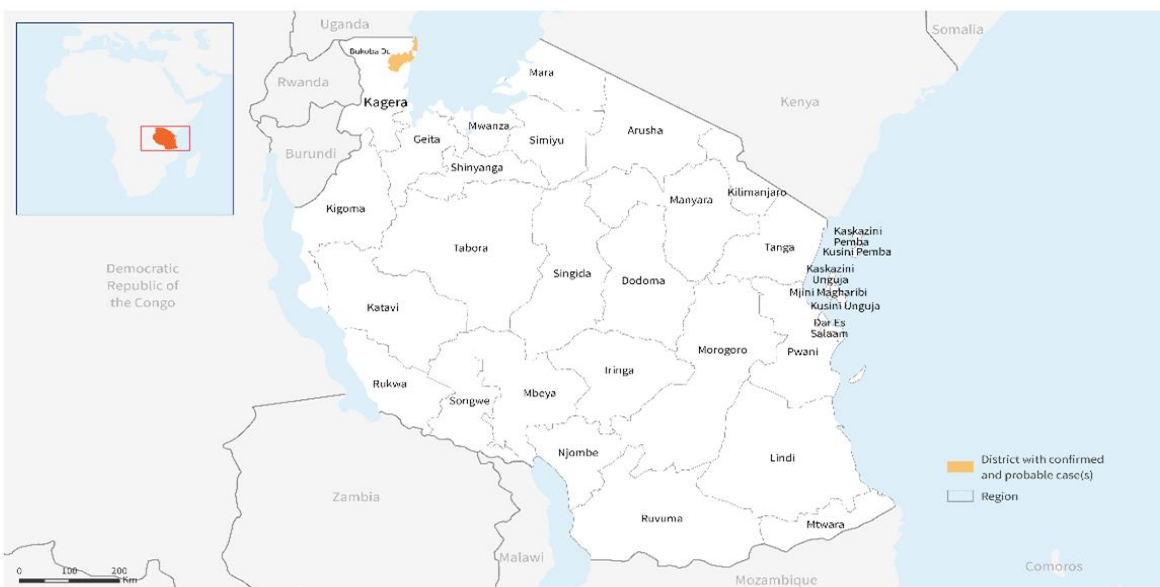 Uganda
Somalia
Bukoba Dc
Rwanda
Mara
Kenya
Kagera
Mwanza
Arusha
Geita
Simiyu
Burundi
Shinyanga
Kilimanjaro
Manyara
Kigoma
Kaskazini
Pemba
Tabora
Tanga
Kusini Pemba
Democratic
Republic of
the Congo
Singida
Dodoma
Kaskazini
Unguja
Mjini Magharibi
Katavi
Kusini Unguja
Dar Es
Salaam
Morogoro
Pwani
Rukwa
Iringa
Songwe
Mbeya
Njombe
Lindi
District with confirmed
and probable case(s)
Region
Zambia
Ruvuma
Mtwara
Malawi
Comoros
Mozambique
0 100 200
Km